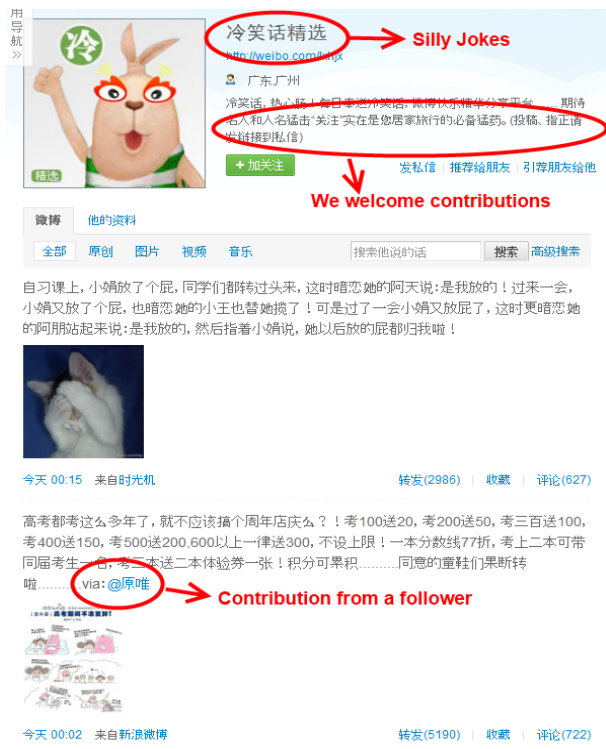 用
导
航
»
冷
精选
冷笑话精选
Silly Jokes
http://weibo.com/kxhjx
广东,广州
冷笑话,热心肠!每日奉送冷笑话,微博快乐精华分享平台...... 期待
名人和人名猛击“关注”实在是您居家旅行的必备猛药。(投稿、指正请
发链接到私信)
+ 加关注
发私信 | 推荐给朋友 | 引荐朋友给他
We welcome contributions
微博 他的资料
全部 原创 图片 视频 音乐 搜索他说的话 搜索 高级搜索
自习课上,小娟放了个屁,同学们都转过头来,这时暗恋她的阿天说:是我放的!过来一会,
小娟又放了个屁,也暗恋她的小王也替她揽了!可是过了一会小娟又放屁了,这时更暗恋她
的阿朋站起来说:是我放的,然后指着小娟说,她以后放的屁都归我啦!
今天 00:15 来自时光机 转发(2986) | 收藏 | 评论(627)
高考都考这么多年了,就不应该搞个周年店庆么?!考100送20,考200送50,考三百送100,
考400送150,考500送200,600以上一律送300,不设上限!一本分数线77折,考上二本可带
同届考生一名,考三本送二本体验券一张!积分可累积..........同意的童鞋们果断转
啦..........via:@原唯
Contribution from a follower
高考期间不准发肿?
今天 00:02 来自新浪微博 转发(5190) | 收藏 | 评论(722)